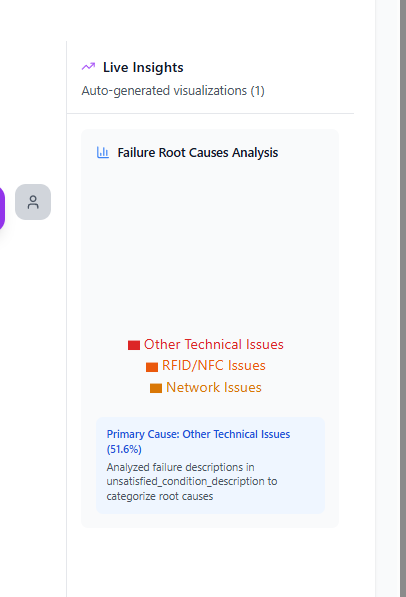 Live Insights
Auto-generated visualizations (1)
Failure Root Causes Analysis
Other Technical Issues
RFID/NFC Issues
Network Issues
Primary Cause: Other Technical Issues
(51.6%)
Analyzed failure descriptions in
unsatisfied_condition_description to
categorize root causes